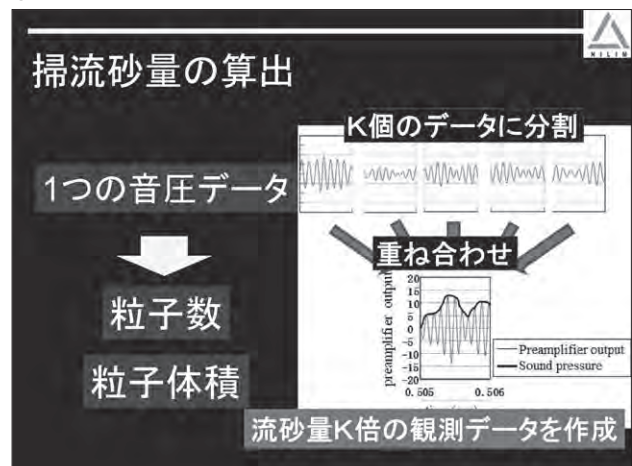 NILIM
掃流砂量の算出
K個のデータに分割
1つの音圧データ
重ね合わせ
粒子数
粒子体積
preamplifier output
20
15
10
5
0
-5
-10
-15
-20
0.505
0.506
Preamplifier output
Sound pressure
流砂量K倍の観測データを作成